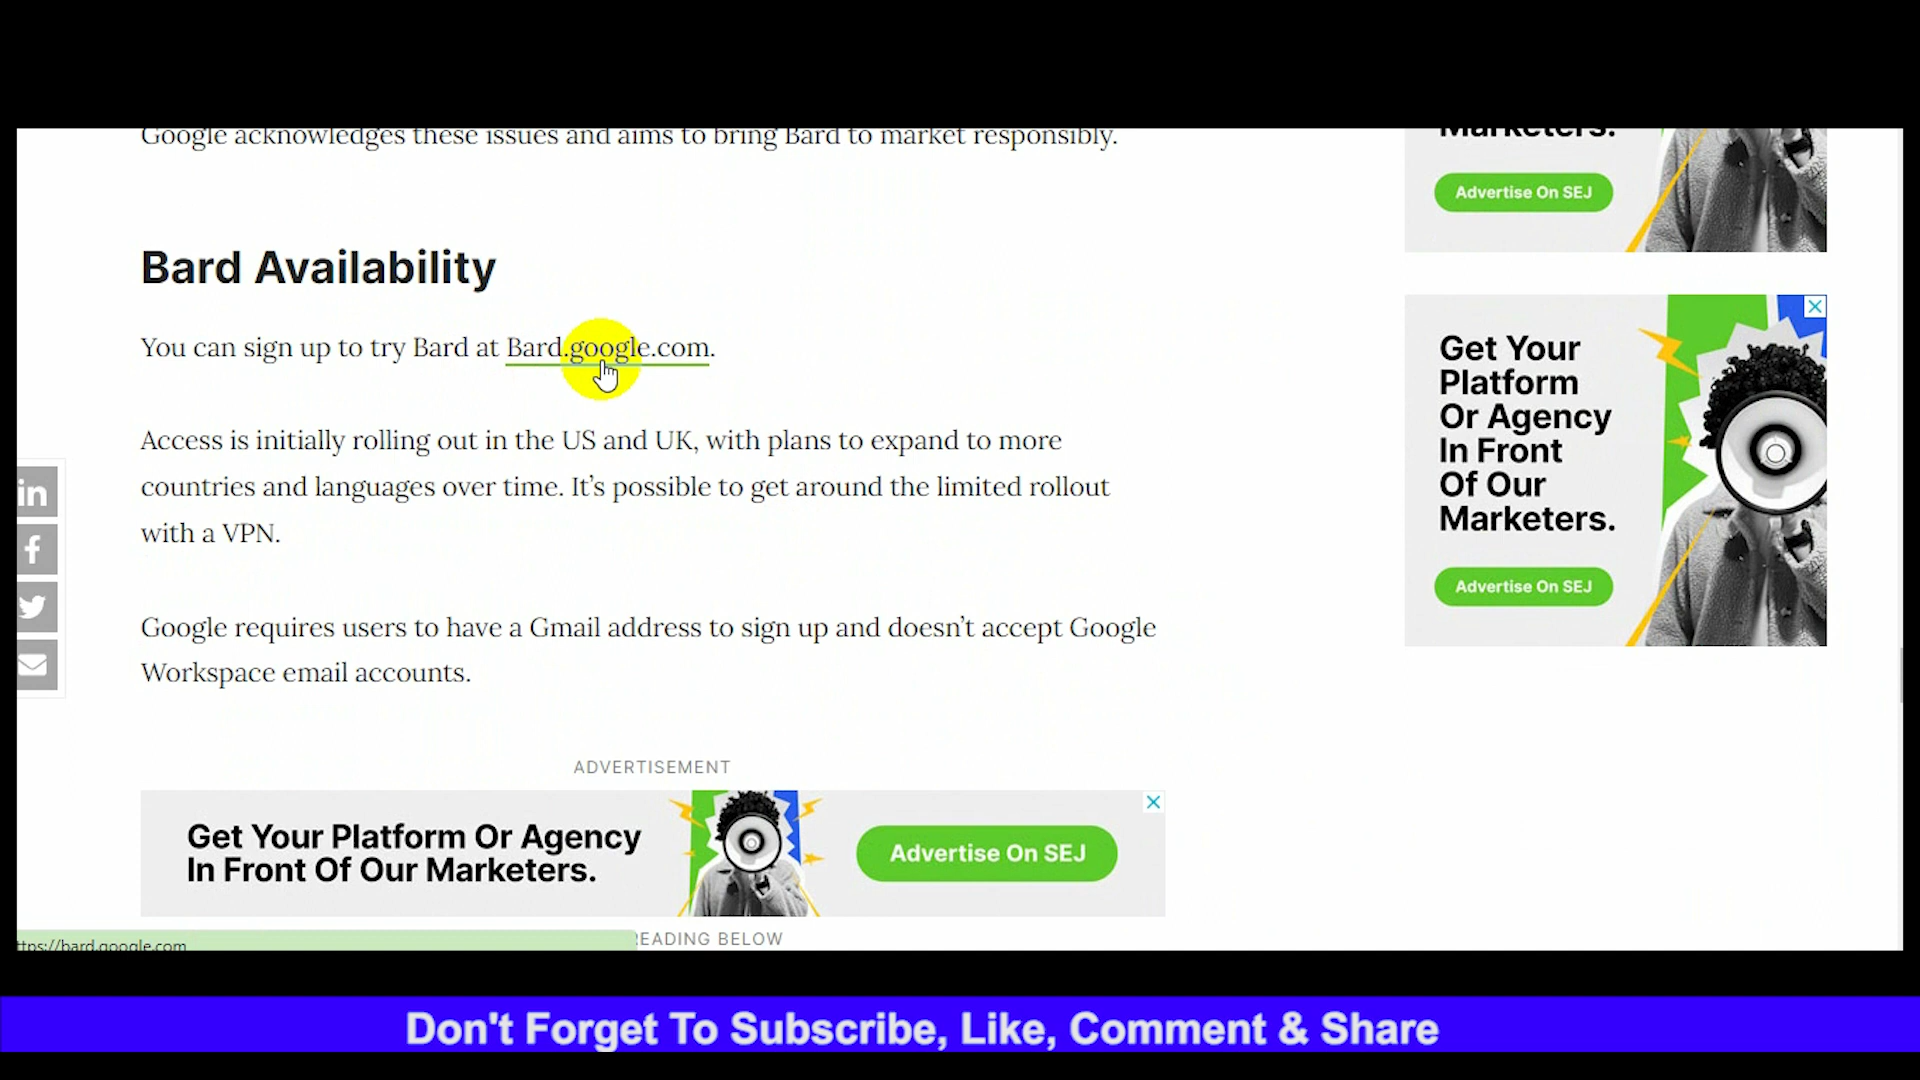 Google acknowledges these issues and aims to bring Bard to market responsibly.
Marketers.
Advertise On SEJ
Bard Availability
You can sign up to try Bard at Bard.google.com.
Access is initially rolling out in the US and UK, with plans to expand to more
countries and languages over time. It's possible to get around the limited rollout
with a VPN.
Google requires users to have a Gmail address to sign up and doesn't accept Google
Workspace email accounts.
Get Your
Platform
Or Agency
In Front
Of Our
Marketers.
Advertise On SEJ
in
ADVERTISEMENT
Get Your Platform Or Agency
In Front Of Our Marketers.
Advertise On SEJ
READING BELOW
ttps://bard.google.com
Don't Forget To Subscribe, Like, Comment & Share